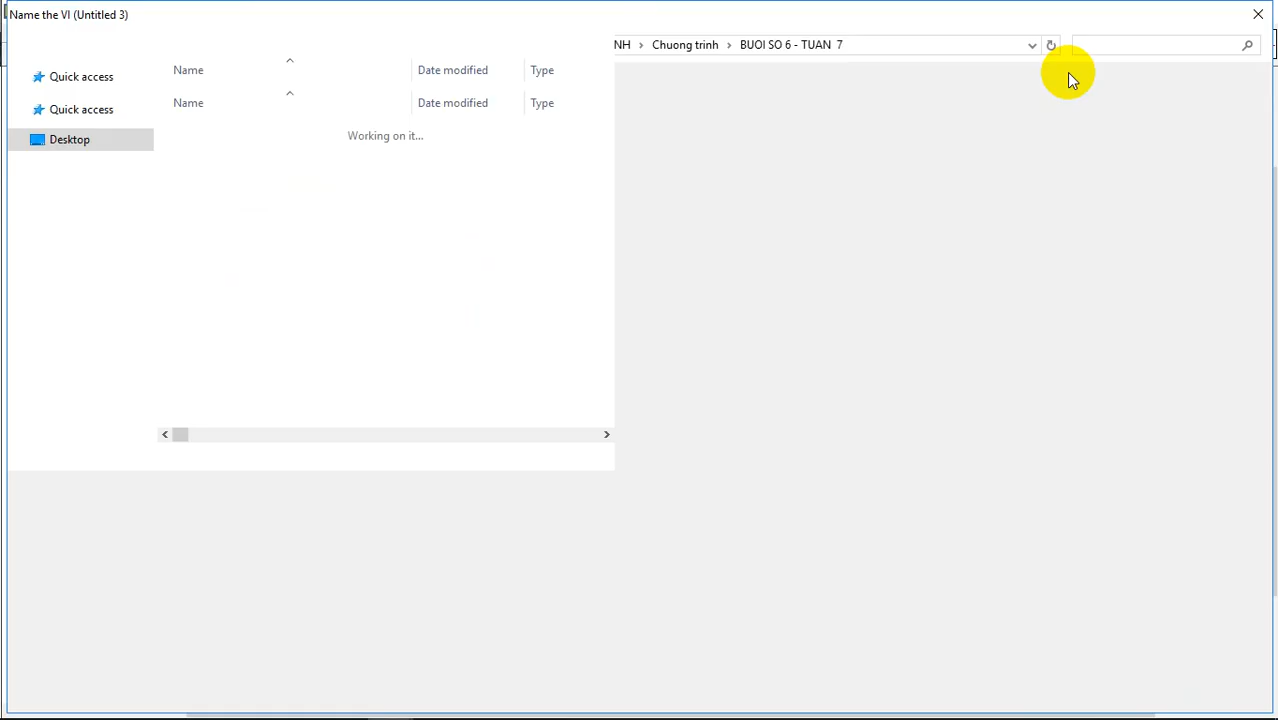 Name the VI (Untitled 3)
NH › Chuong trinh › BUOI SO 6 - TUAN 7
Quick access
Name Date modified Type
Quick access
Name Date modified Type
Desktop
Working on it...